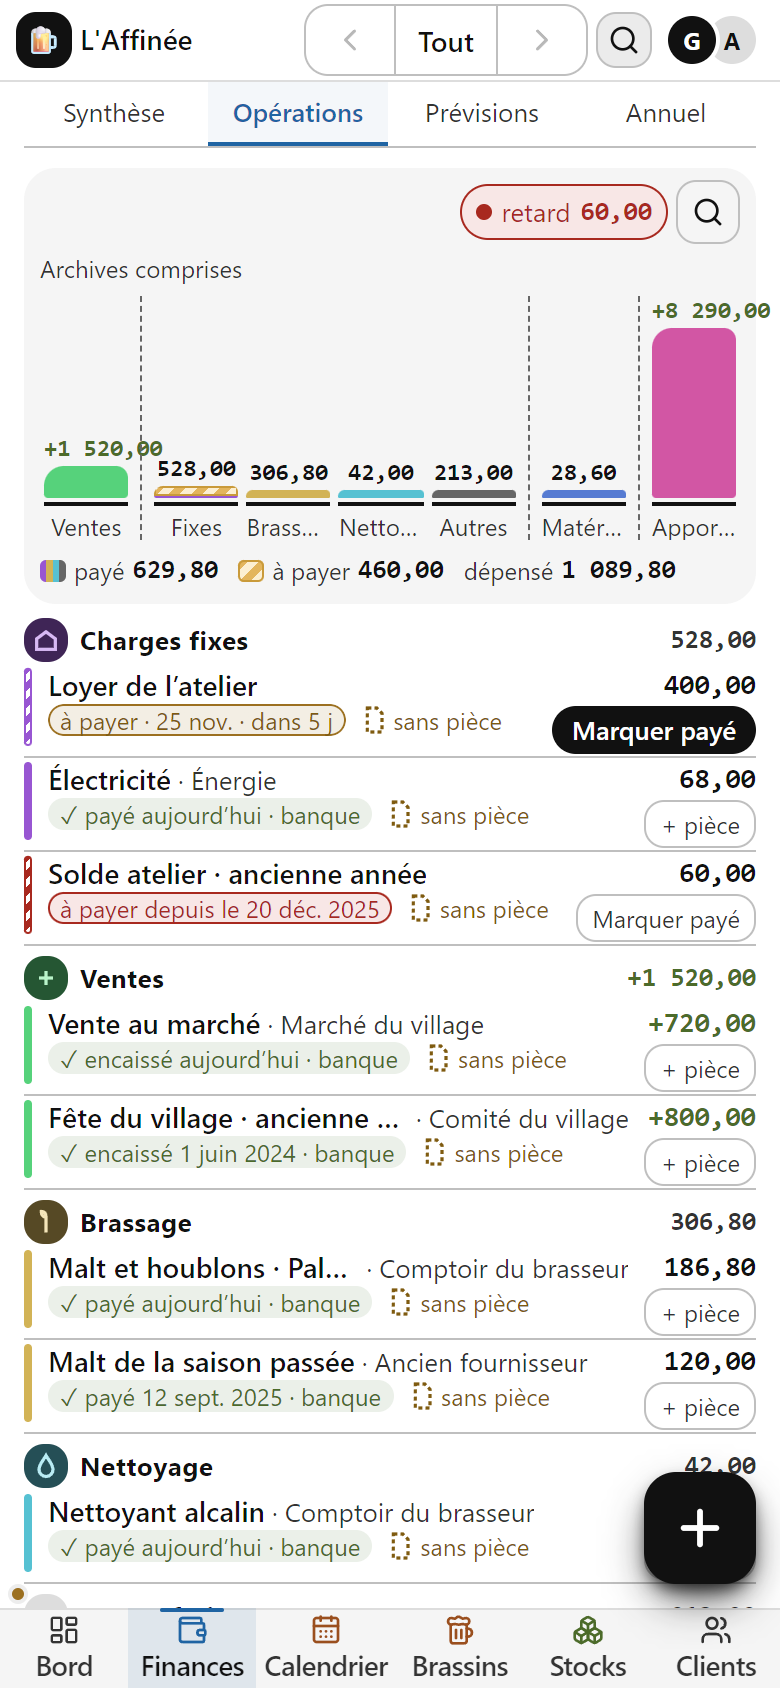 L'Affinée
Tout
G A
Synthèse Opérations Prévisions Annuel
retard 60,00
Archives comprises
+8 290,00
+1 520,00
528,00 306,80 42,00 213,00 28,60
Ventes Fixes Brass... Netto... Autres Matér... Appor...
payé 629,80 à payer 460,00 dépensé 1 089,80
Charges fixes 528,00
Loyer de l’atelier 400,00
à payer · 25 nov. · dans 5 j sans pièce Marquer payé
Électricité · Énergie 68,00
✓ payé aujourd’hui · banque sans pièce + pièce
Solde atelier · ancienne année 60,00
à payer depuis le 20 déc. 2025 sans pièce Marquer payé
Ventes +1 520,00
Vente au marché · Marché du village +720,00
✓ encaissé aujourd’hui · banque sans pièce + pièce
Fête du village · ancienne ... · Comité du village +800,00
✓ encaissé 1 juin 2024 · banque sans pièce + pièce
Brassage 306,80
Malt et houblons · Pal... · Comptoir du brasseur 186,80
✓ payé aujourd’hui · banque sans pièce + pièce
Malt de la saison passée · Ancien fournisseur 120,00
✓ payé 12 sept. 2025 · banque sans pièce + pièce
Nettoyage 42,00
Nettoyant alcalin · Comptoir du brasseur
✓ payé aujourd’hui · banque sans pièce
Bord Finances Calendrier Brassins Stocks Clients